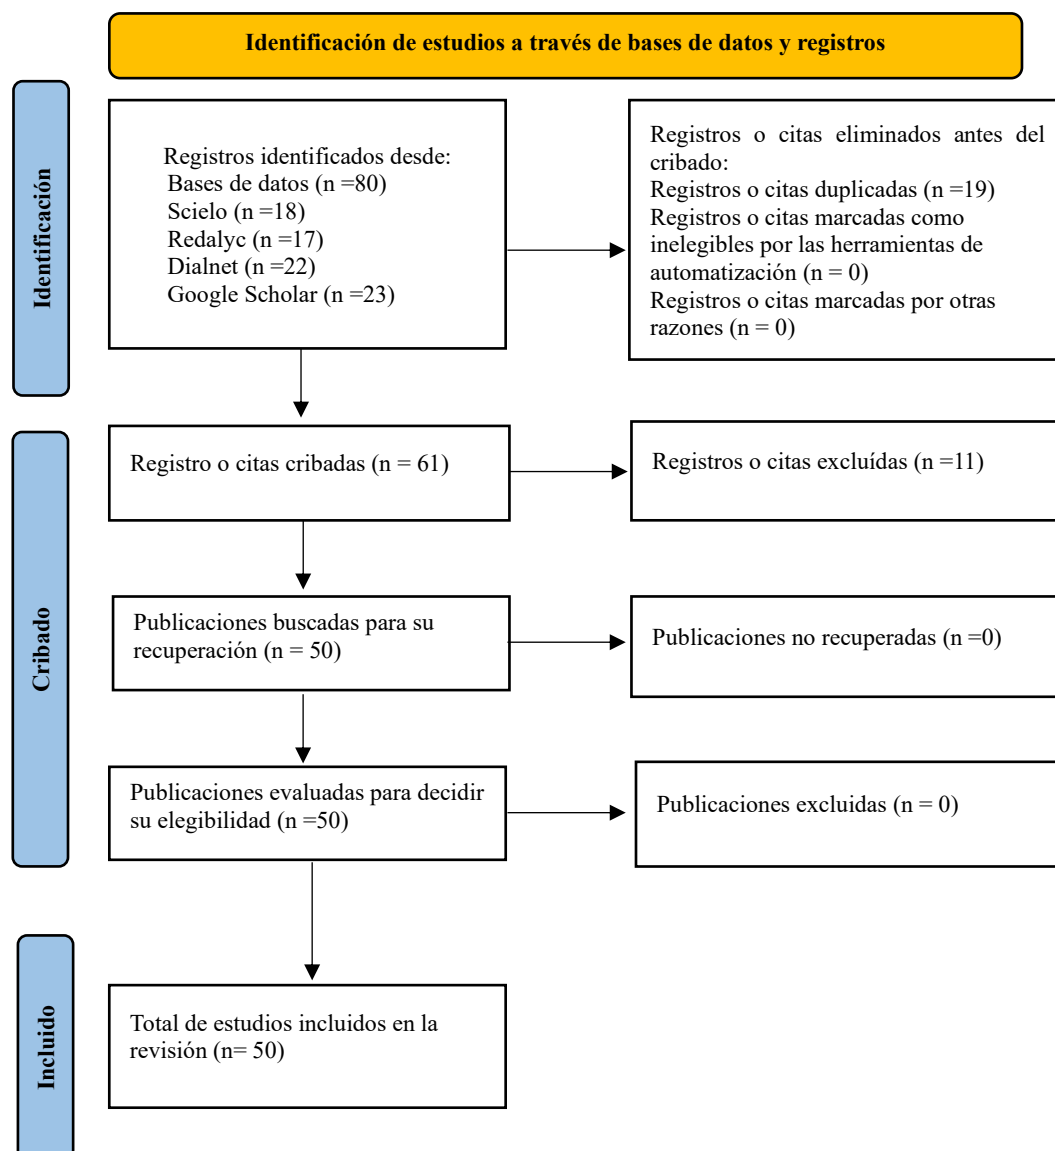 Identificación de estudios a través de bases de datos y registros
Identificación
Registros identificados desde:
Bases de datos (n =80)
Scielo (n =18)
Redalyc (n =17)
Dialnet (n =22)
Google Scholar (n =23)
Registros o citas eliminados antes del
cribado:
Registros o citas duplicadas (n =19)
Registros o citas marcadas como
inelegibles por las herramientas de
automatización (n = 0)
Registros o citas marcadas por otras
razones (n = 0)
Cribado
Registro o citas cribadas (n = 61)
Registros o citas excluídas (n =11)
Publicaciones buscadas para su
recuperación (n = 50)
Publicaciones no recuperadas (n =0)
Publicaciones evaluadas para decidir
su elegibilidad (n =50)
Publicaciones excluidas (n = 0)
Incluido
Total de estudios incluidos en la
revisión (n= 50)